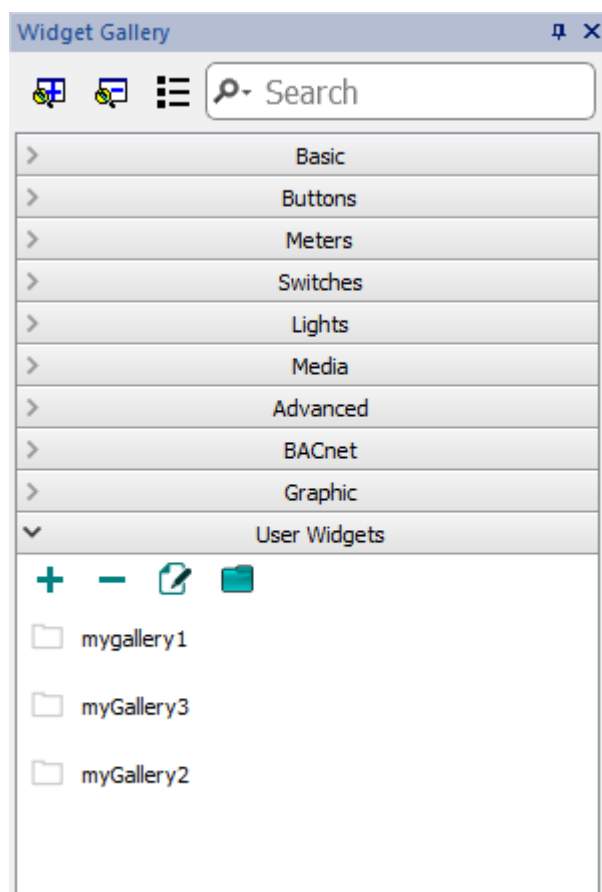 Widget Gallery
Search
Basic
Buttons
Meters
Switches
Lights
Media
Advanced
BACnet
Graphic
User Widgets
mygallery1
myGallery3
myGallery2